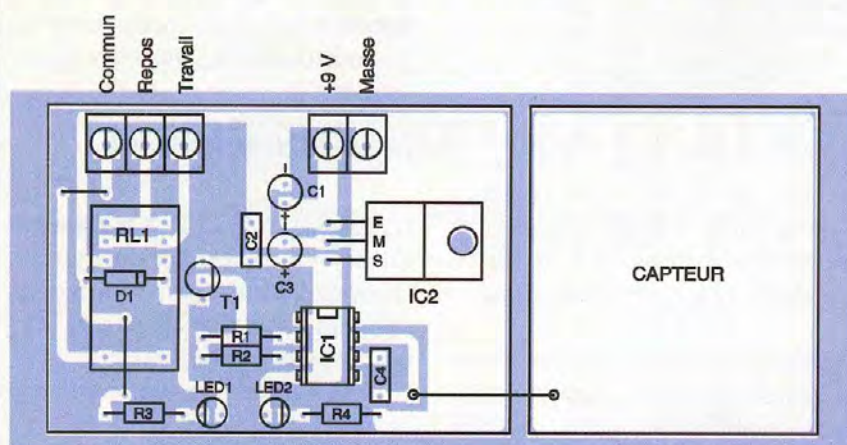 Commun
Repos
Travail
+9 V
Masse
C1
RL1
C2
E
M
S
C3
IC2
D1
T1
CAPTEUR
R1
R2
IC1
C4
LED1
LED2
R3
R4